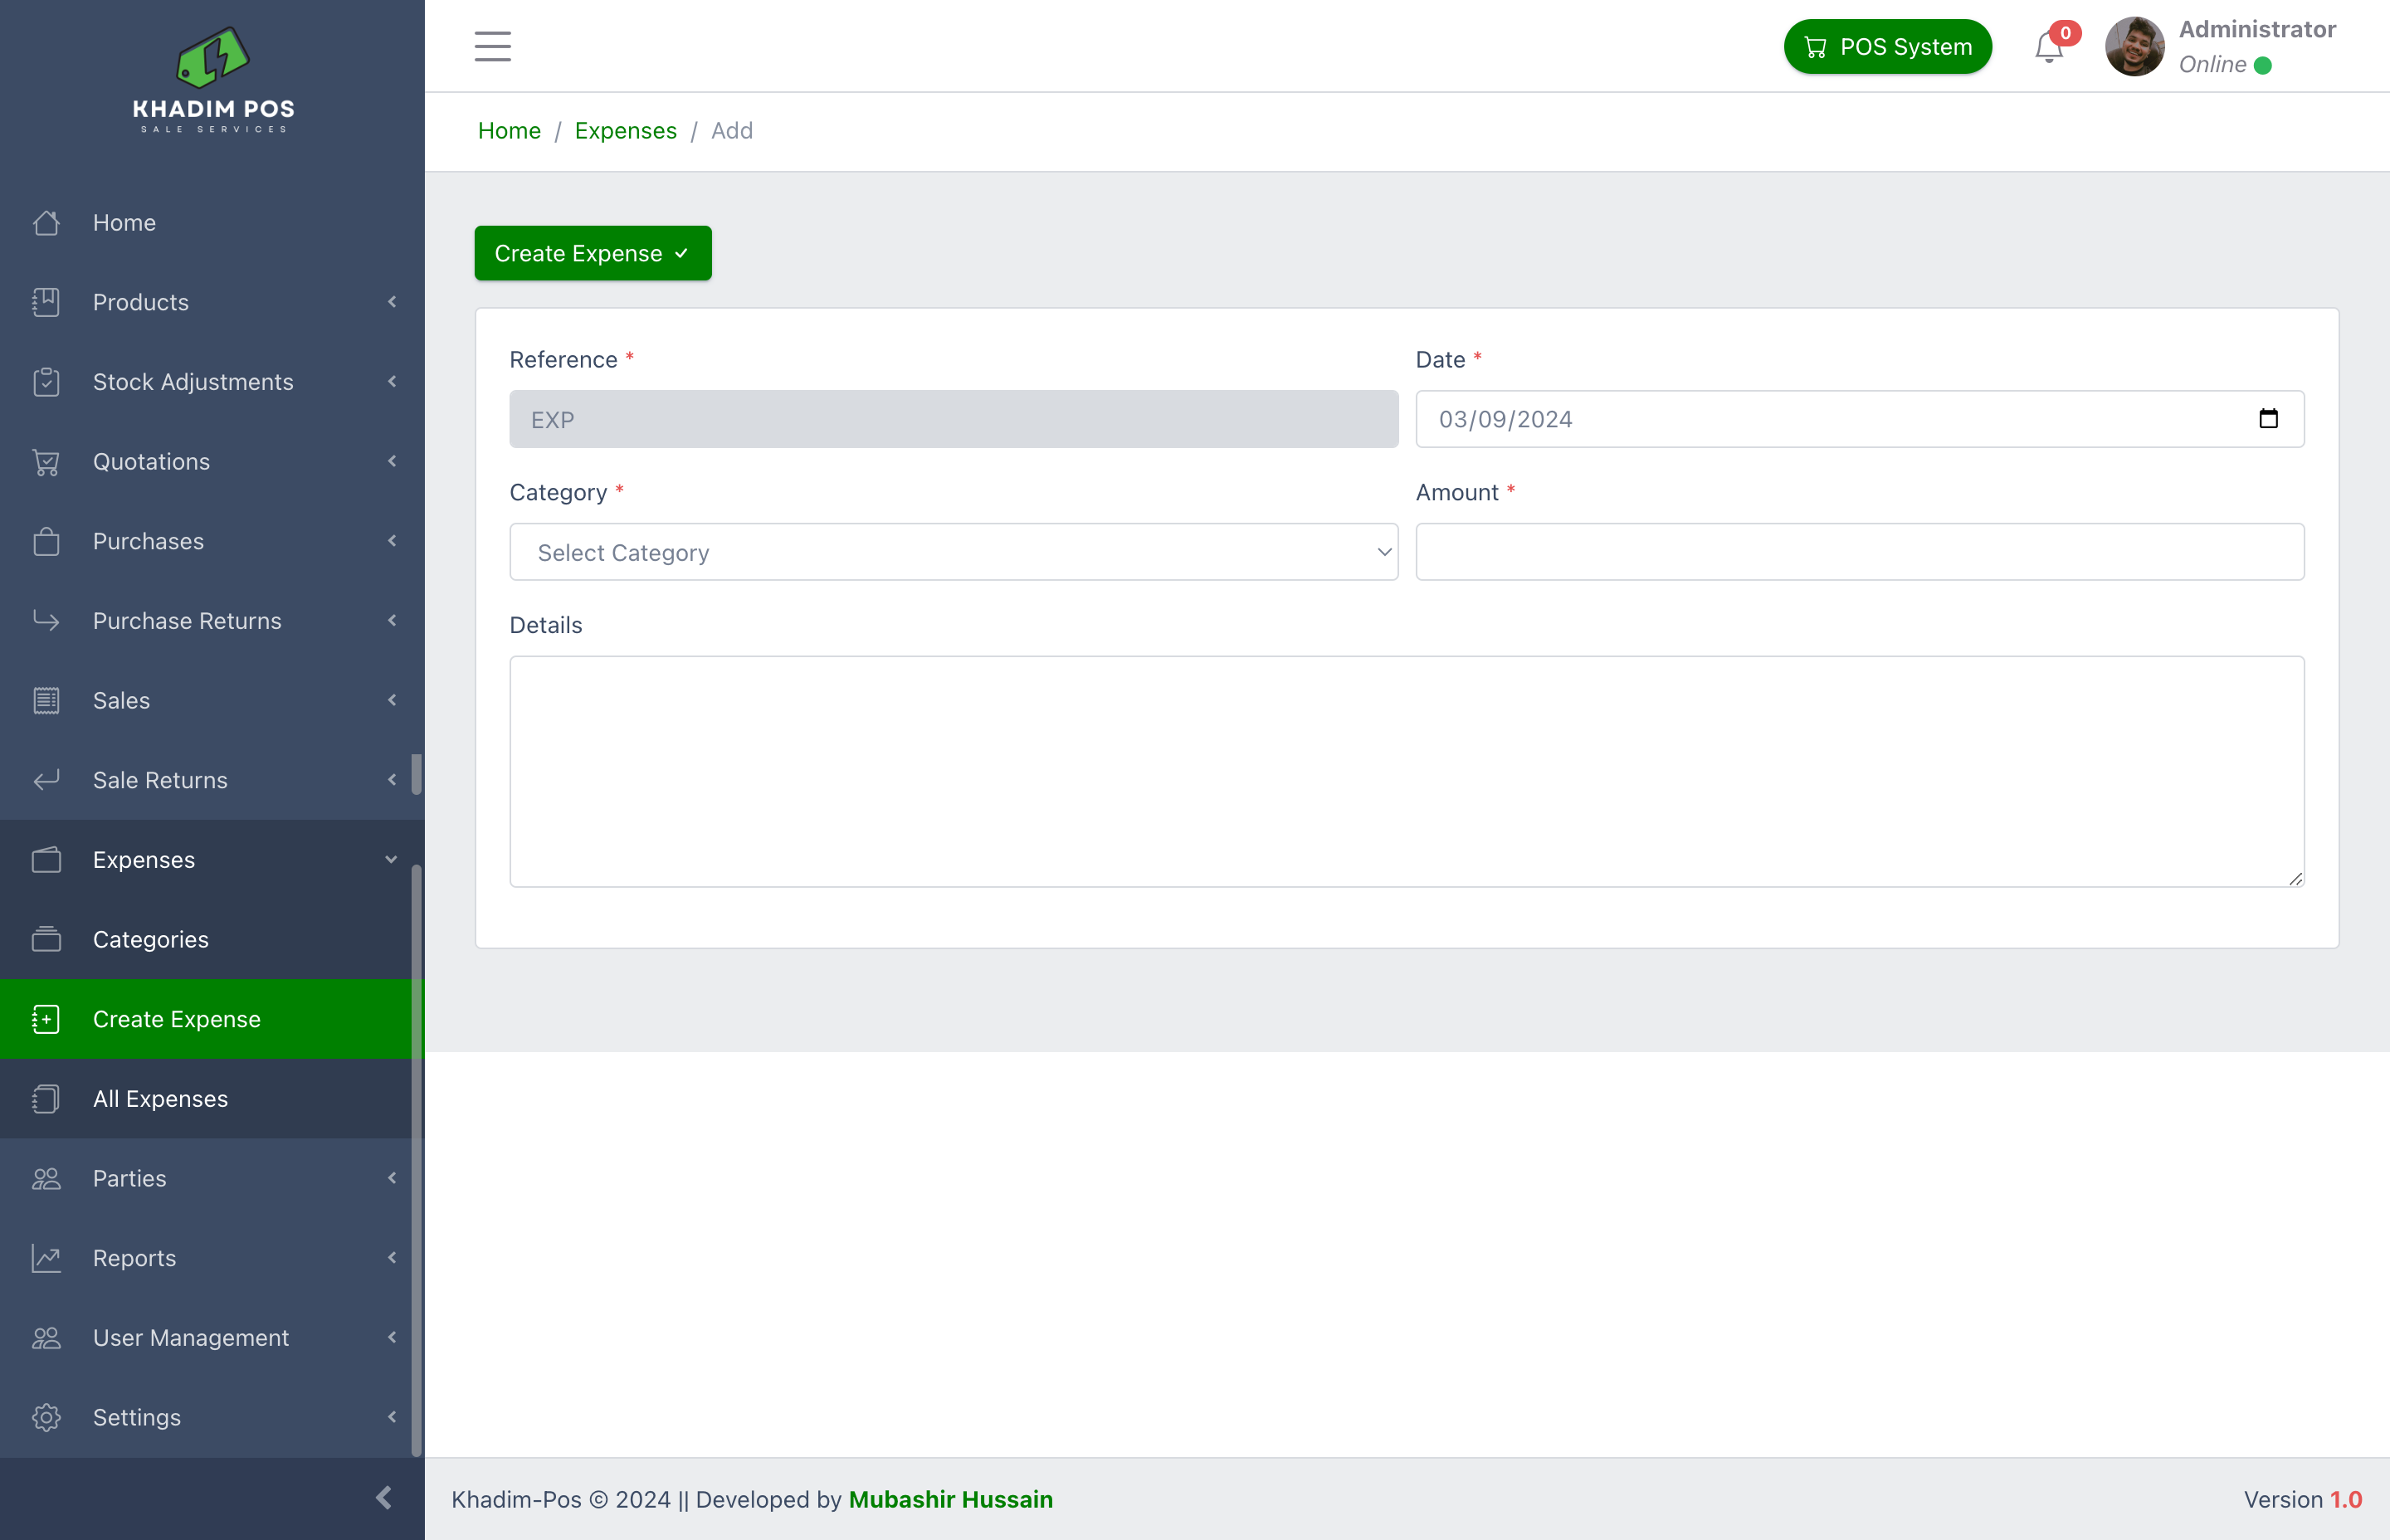 KHADIM POS
SALE SERVICES
Home
Products
Stock Adjustments
Quotations
Purchases
Purchase Returns
Sales
Sale Returns
Expenses
Categories
Create Expense
All Expenses
Parties
Reports
User Management
Settings
POS System
0
Administrator
Online
Home / Expenses / Add
Create Expense
Reference *
Date *
EXP
03/09/2024
Category *
Amount *
Select Category
Details
Khadim-Pos © 2024 || Developed by Mubashir Hussain
Version 1.0